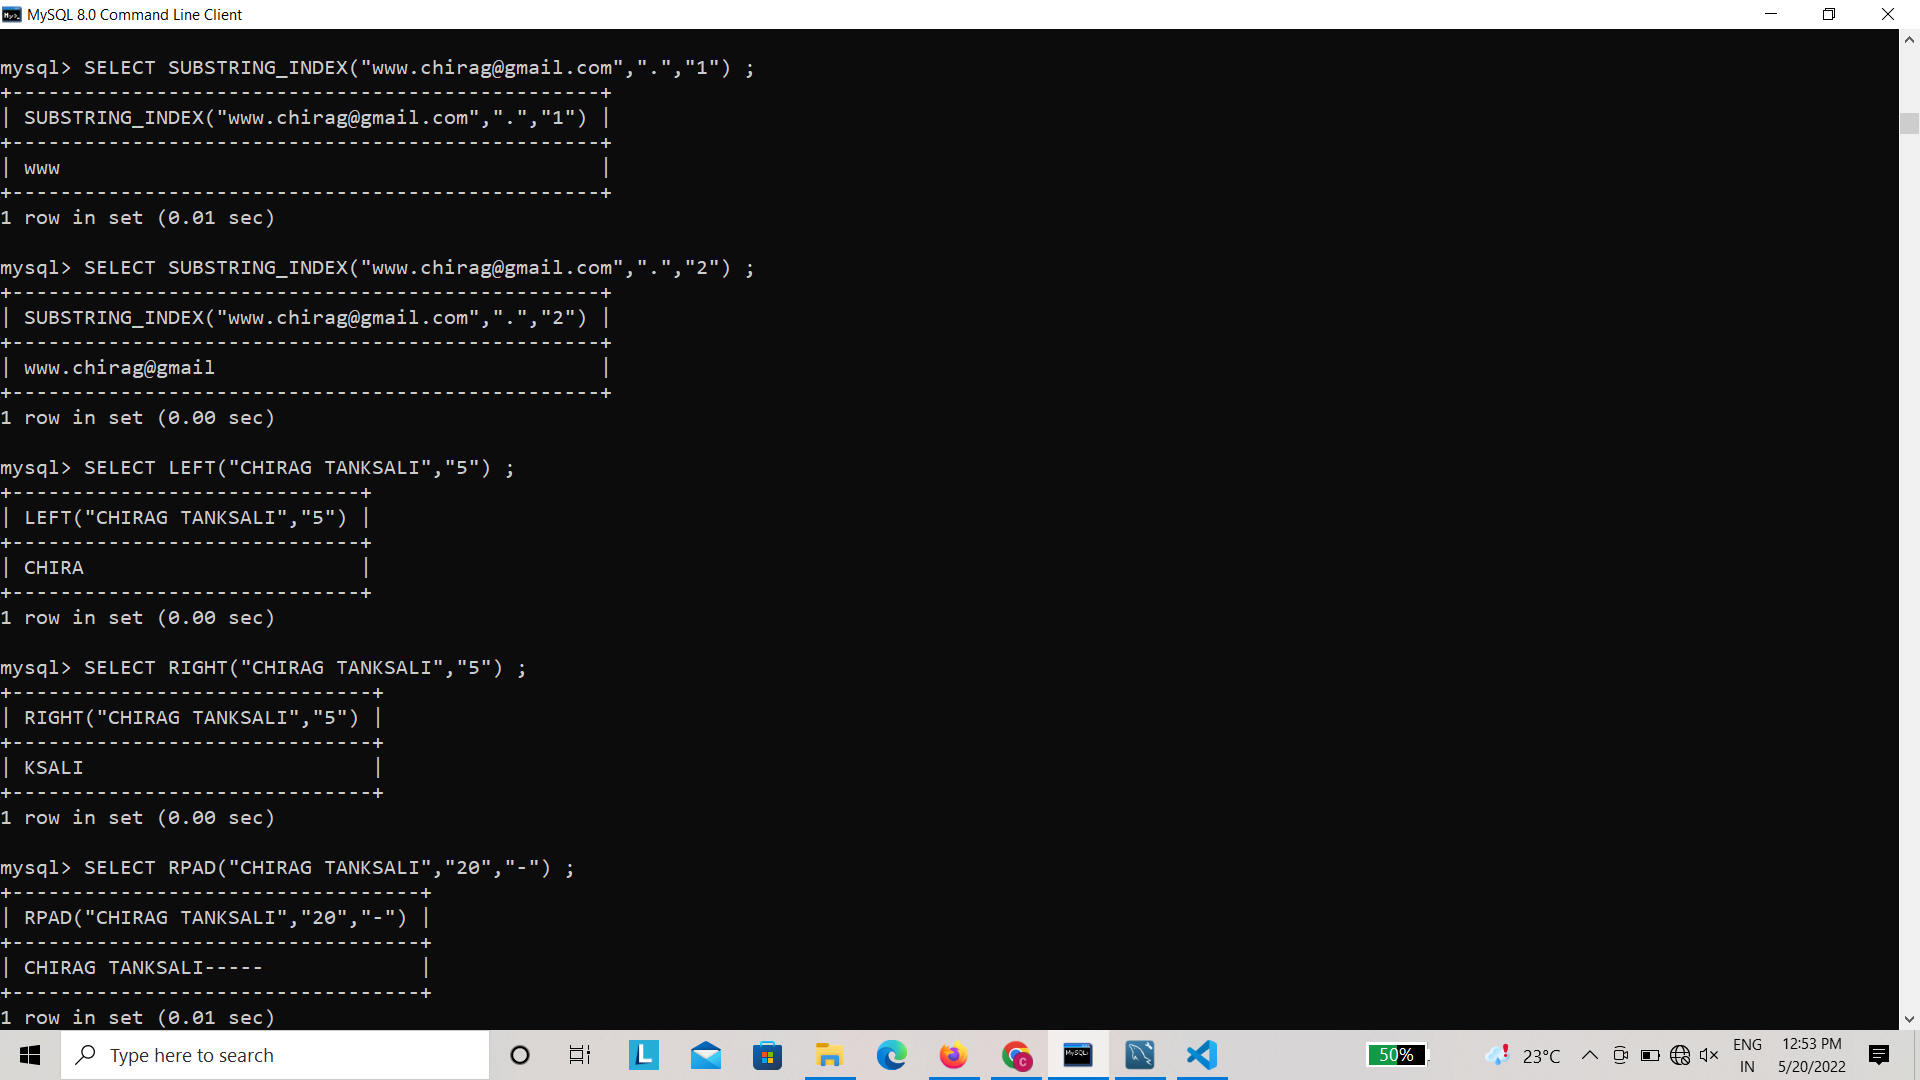 MySQL 8.0 Command Line Client
mysql> SELECT SUBSTRING_INDEX("www.chirag@gmail.com",".","1") ;
+-------------------------------------------------+
| SUBSTRING_INDEX("www.chirag@gmail.com",".","1") |
+-------------------------------------------------+
| www                                             |
+-------------------------------------------------+
1 row in set (0.01 sec)
mysql> SELECT SUBSTRING_INDEX("www.chirag@gmail.com",".","2") ;
+-------------------------------------------------+
| SUBSTRING_INDEX("www.chirag@gmail.com",".","2") |
+-------------------------------------------------+
| www.chirag@gmail                                |
+-------------------------------------------------+
1 row in set (0.00 sec)
mysql> SELECT LEFT("CHIRAG TANKSALI","5") ;
+-----------------------------+
| LEFT("CHIRAG TANKSALI","5") |
+-----------------------------+
| CHIRA                       |
+-----------------------------+
1 row in set (0.00 sec)
mysql> SELECT RIGHT("CHIRAG TANKSALI","5") ;
+------------------------------+
| RIGHT("CHIRAG TANKSALI","5") |
+------------------------------+
| KSALI                        |
+------------------------------+
1 row in set (0.00 sec)
mysql> SELECT RPAD("CHIRAG TANKSALI","20","-") ;
+----------------------------------+
| RPAD("CHIRAG TANKSALI","20","-") |
+----------------------------------+
| CHIRAG TANKSALI-----             |
+----------------------------------+
1 row in set (0.01 sec)
Type here to search
L
C
MySQL
50%
23°C
ENG
IN
12:53 PM
5/20/2022